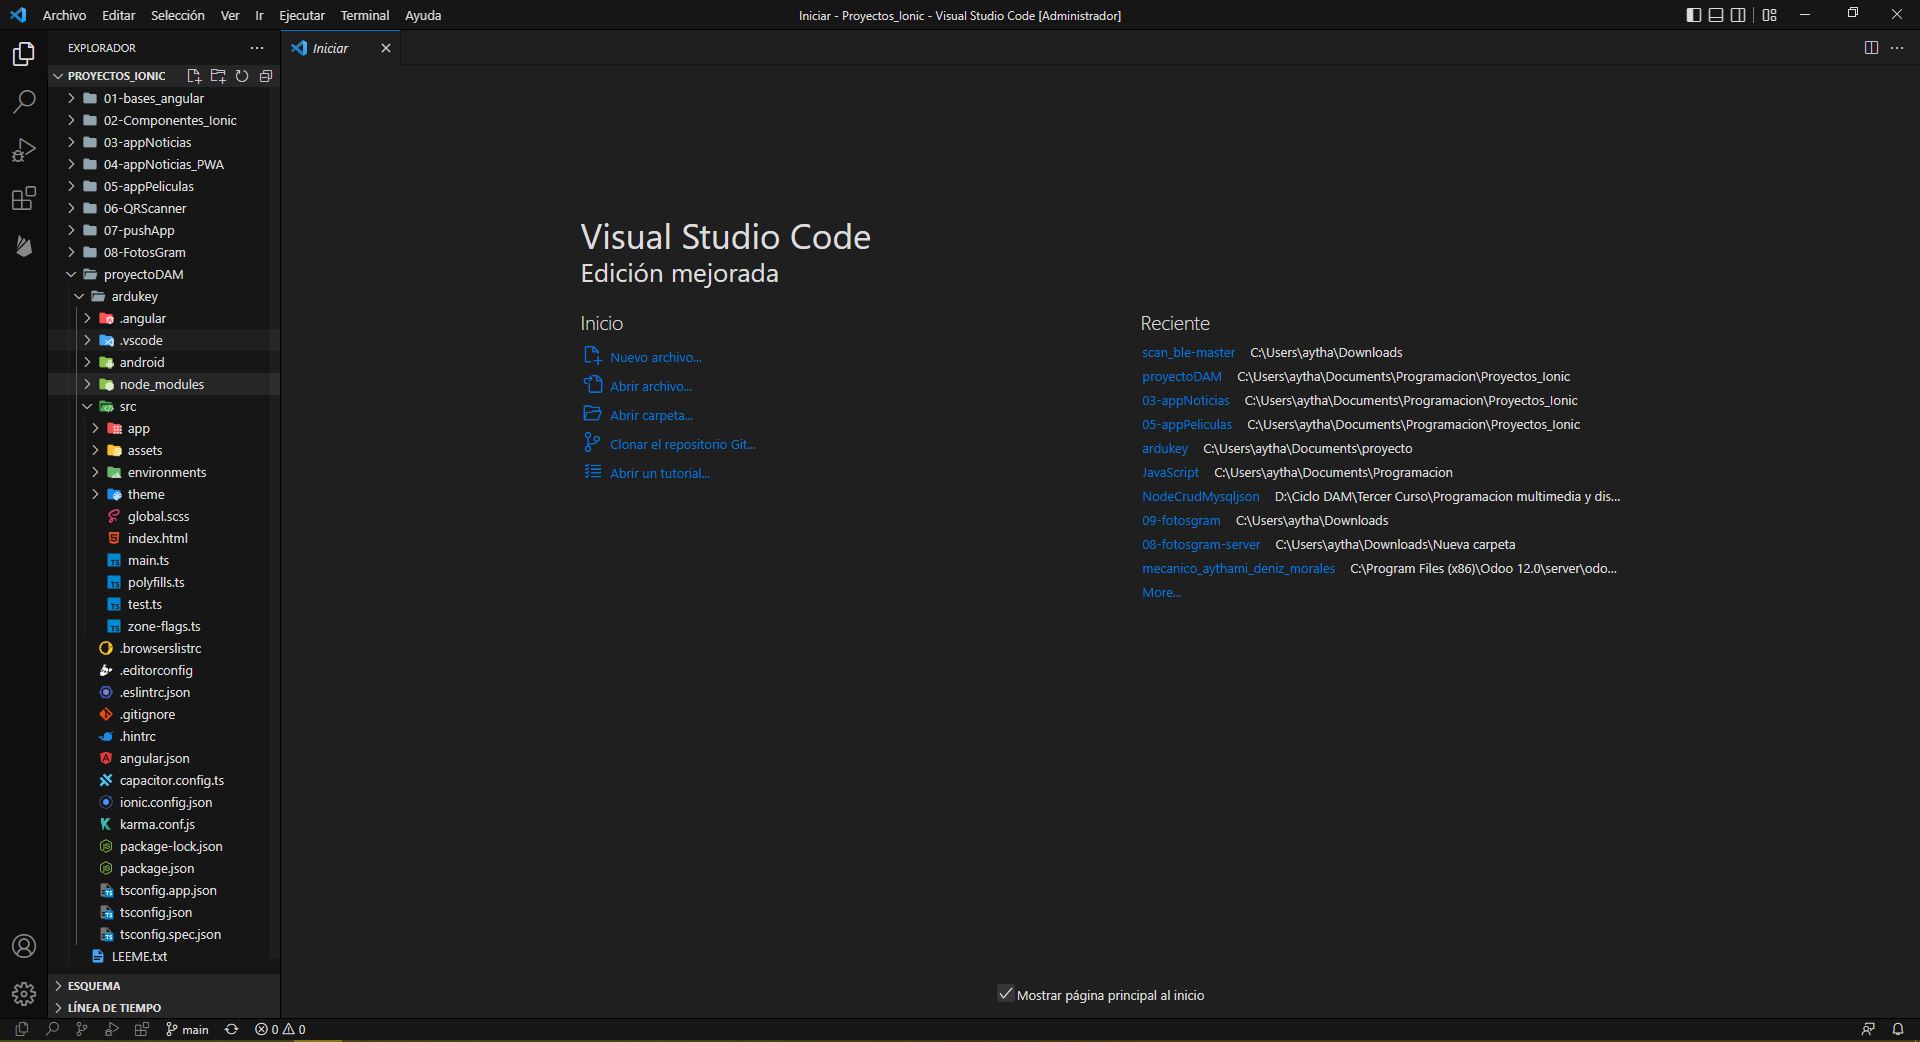 Archivo Editar Selección Ver Ir Ejecutar Terminal Ayuda
Iniciar - Proyectos_Ionic - Visual Studio Code [Administrador]
EXPLORADOR
Iniciar
PROYECTOS_IONIC
01-bases_angular
02-Componentes_Ionic
03-appNoticias
04-appNoticias_PWA
05-appPeliculas
06-QRScanner
07-pushApp
08-FotosGram
proyectoDAM
ardukey
.angular
.vscode
android
node_modules
src
app
assets
environments
theme
global.scss
index.html
main.ts
polyfills.ts
test.ts
zone-flags.ts
.browserslistrc
.editorconfig
.eslintrc.json
.gitignore
.hintrc
angular.json
capacitor.config.ts
ionic.config.json
karma.conf.js
package-lock.json
package.json
tsconfig.app.json
tsconfig.json
tsconfig.spec.json
LEEME.txt
ESQUEMA
LÍNEA DE TIEMPO
Visual Studio Code
Edición mejorada
Inicio
Nuevo archivo...
Abrir archivo...
Abrir carpeta...
Clonar el repositorio Git...
Abrir un tutorial...
Reciente
scan_ble-master C:\Users\aytha\Downloads
proyectoDAM C:\Users\aytha\Documents\Programacion\Proyectos_Ionic
03-appNoticias C:\Users\aytha\Documents\Programacion\Proyectos_Ionic
05-appPeliculas C:\Users\aytha\Documents\Programacion\Proyectos_Ionic
ardukey C:\Users\aytha\Documents\proyecto
JavaScript C:\Users\aytha\Documents\Programacion
NodeCrudMysqljson D:\Ciclo DAM\Tercer Curso\Programacion multimedia y dis...
09-fotosgram C:\Users\aytha\Downloads
08-fotosgram-server C:\Users\aytha\Downloads\Nueva carpeta
mecanico_aythami_deniz_morales C:\Program Files (x86)\Odoo 12.0\server\odo...
More...
Mostrar página principal al inicio
main 0 0